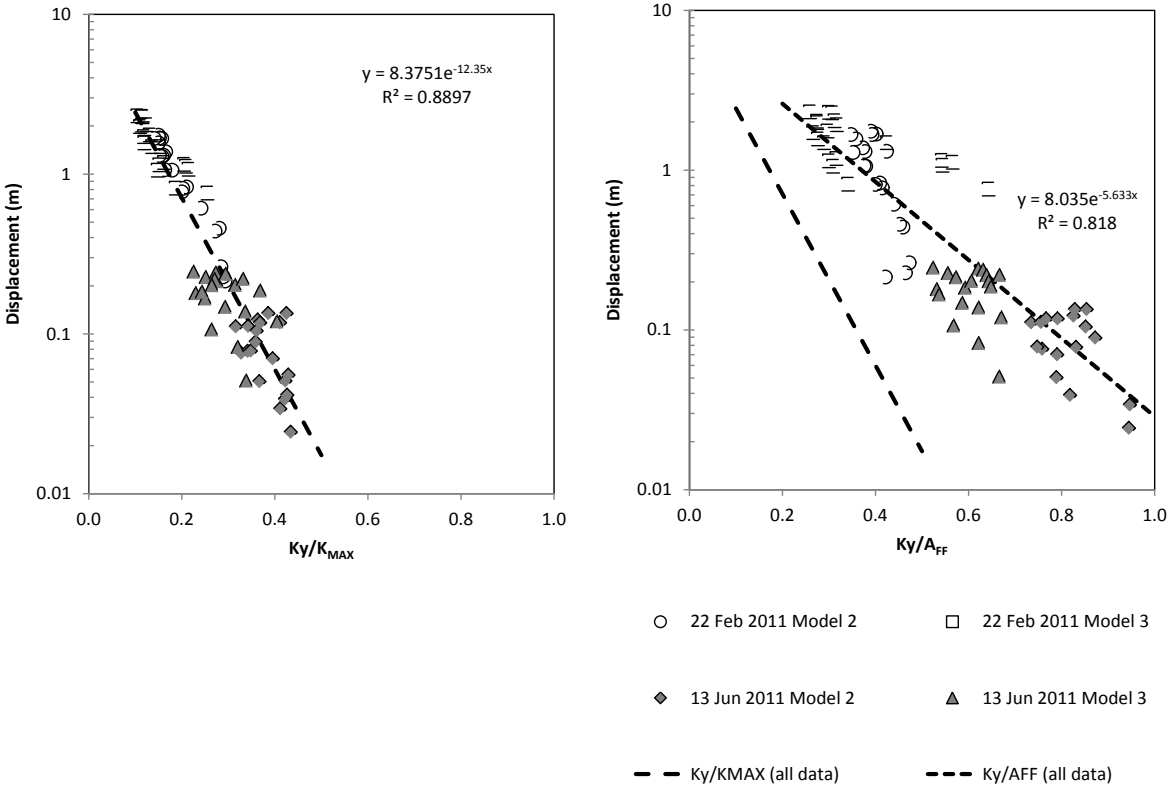 10
1
0.1
0.01
Displacement (m)
y = 8.3751e^-12.35x
R² = 0.8897
0.0 0.2 0.4 0.6 0.8 1.0
Ky/K_MAX
10
1
0.1
0.01
Displacement (m)
y = 8.035e^-5.633x
R² = 0.818
0.0 0.2 0.4 0.6 0.8 1.0
Ky/A_FF
22 Feb 2011 Model 2
22 Feb 2011 Model 3
13 Jun 2011 Model 2
13 Jun 2011 Model 3
Ky/KMAX (all data)
Ky/AFF (all data)